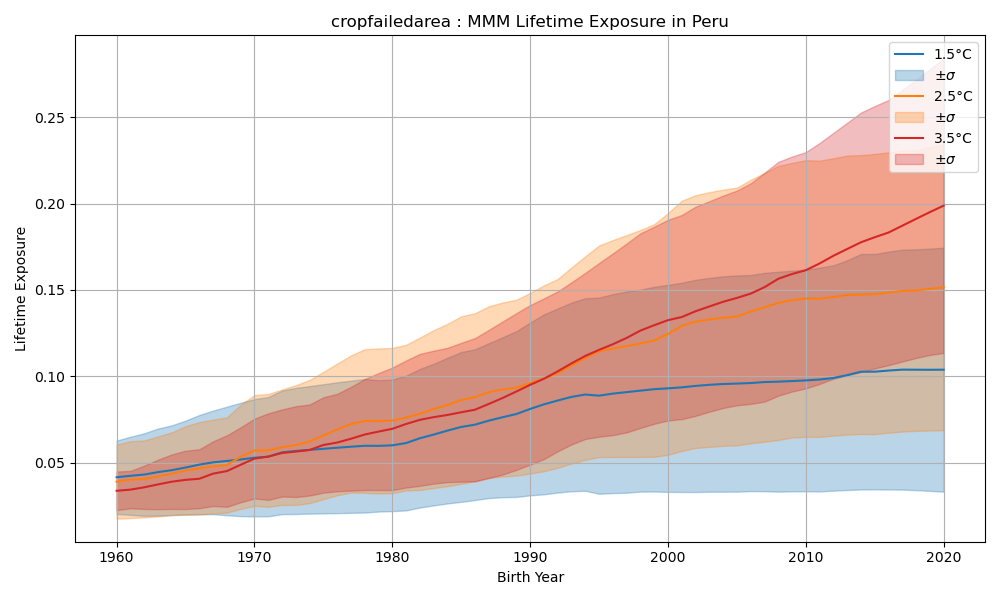 cropfailedarea : MMM Lifetime Exposure in Peru
1.5°C
±σ
2.5°C
±σ
3.5°C
±σ
Lifetime Exposure
0.25
0.20
0.15
0.10
0.05
1960 1970 1980 1990 2000 2010 2020
Birth Year